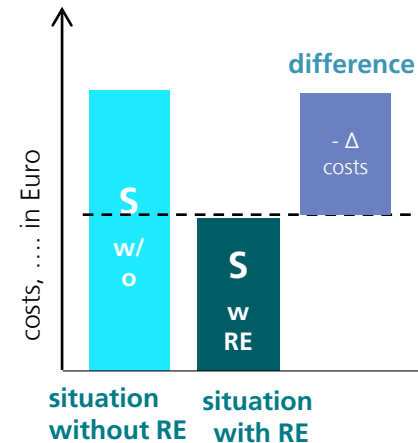 difference
- Δ
costs
S
w/
o
S
w
RE
costs, …. in Euro
situation
without RE
situation
with RE